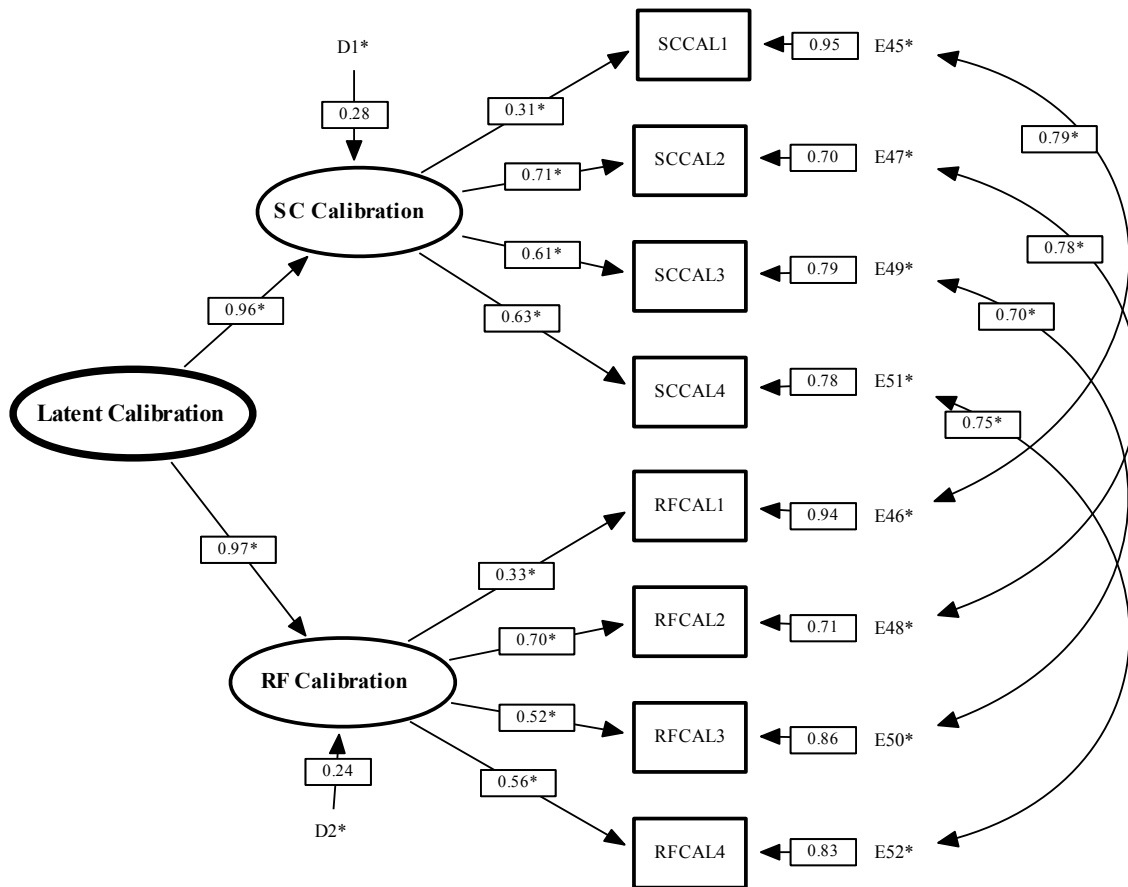 D1*
0.28
SC Calibration
0.96*
Latent Calibration
0.97*
RF Calibration
0.24
D2*
0.31*
0.71*
0.61*
0.63*
0.33*
0.70*
0.52*
0.56*
SCCAL1
0.95
E45*
SCCAL2
0.70
E47*
SCCAL3
0.79
E49*
SCCAL4
0.78
E51*
RFCAL1
0.94
E46*
RFCAL2
0.71
E48*
RFCAL3
0.86
E50*
RFCAL4
0.83
E52*
0.79*
0.78*
0.70*
0.75*